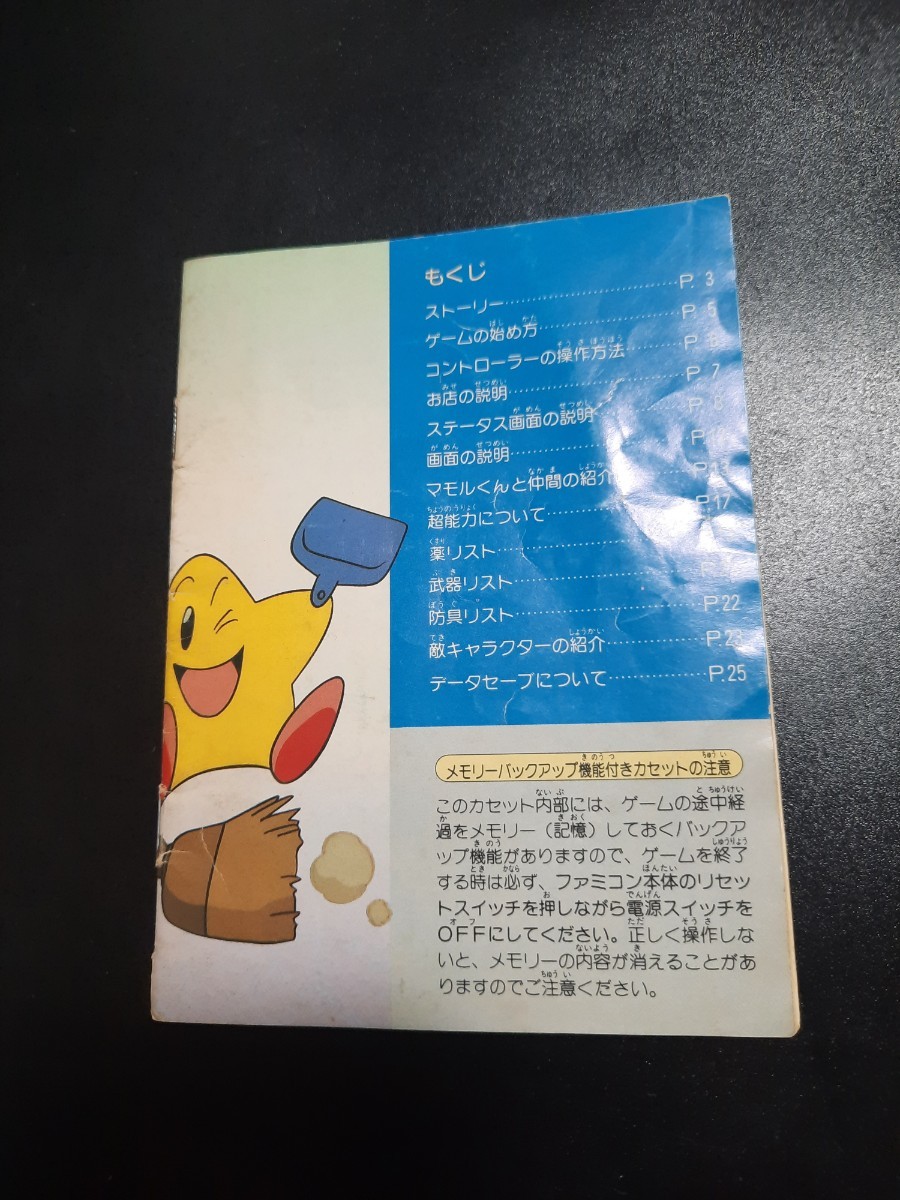 もくじ
ストーリー…………………… P. 3
ゲームの始め方…………………… P. 5
コントローラーの操作方法…………………… P.
お店の説明…………………… P. 7
ステータス画面の説明…………………… P.
画面の説明…………………… P.
マモルくんと仲間の紹介
超能力について…………………… P.17
薬リスト……………………
武器リスト……………………
防具リスト…………………… P.22
敵キャラクターの紹介…………………… P.23
データセーブについて…………………… P.25
メモリーバックアップ機能付きカセットの注意
このカセット内部には、ゲームの途中経
過をメモリー（記憶）しておくバックア
ップ機能がありますので、ゲームを終了
する時は必ず、ファミコン本体のリセッ
トスイッチを押しながら電源スイッチを
OFFにしてください。正しく操作しな
いと、メモリーの内容が消えることがあ
りますのでご注意ください。